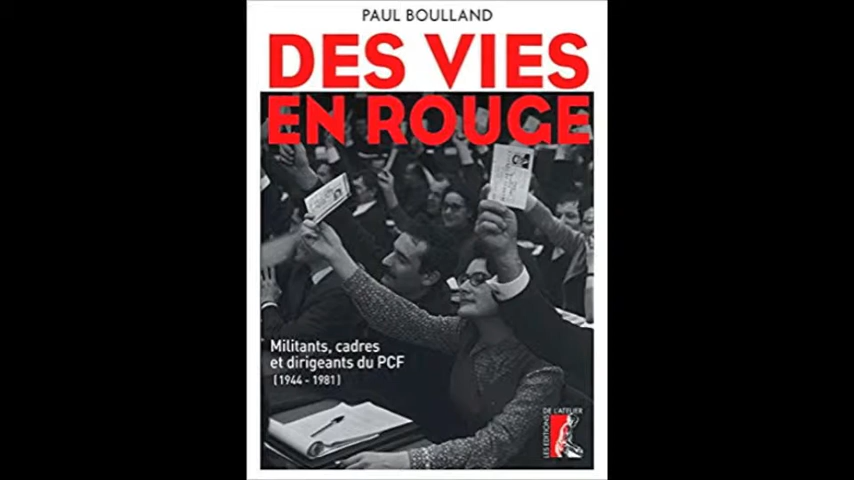 PAUL BOULLAND
DES VIES
EN ROUGE
Militants, cadres
et dirigeants du PCF
(1944 - 1981)
LES ÉDITIONS DE L'ATELIER